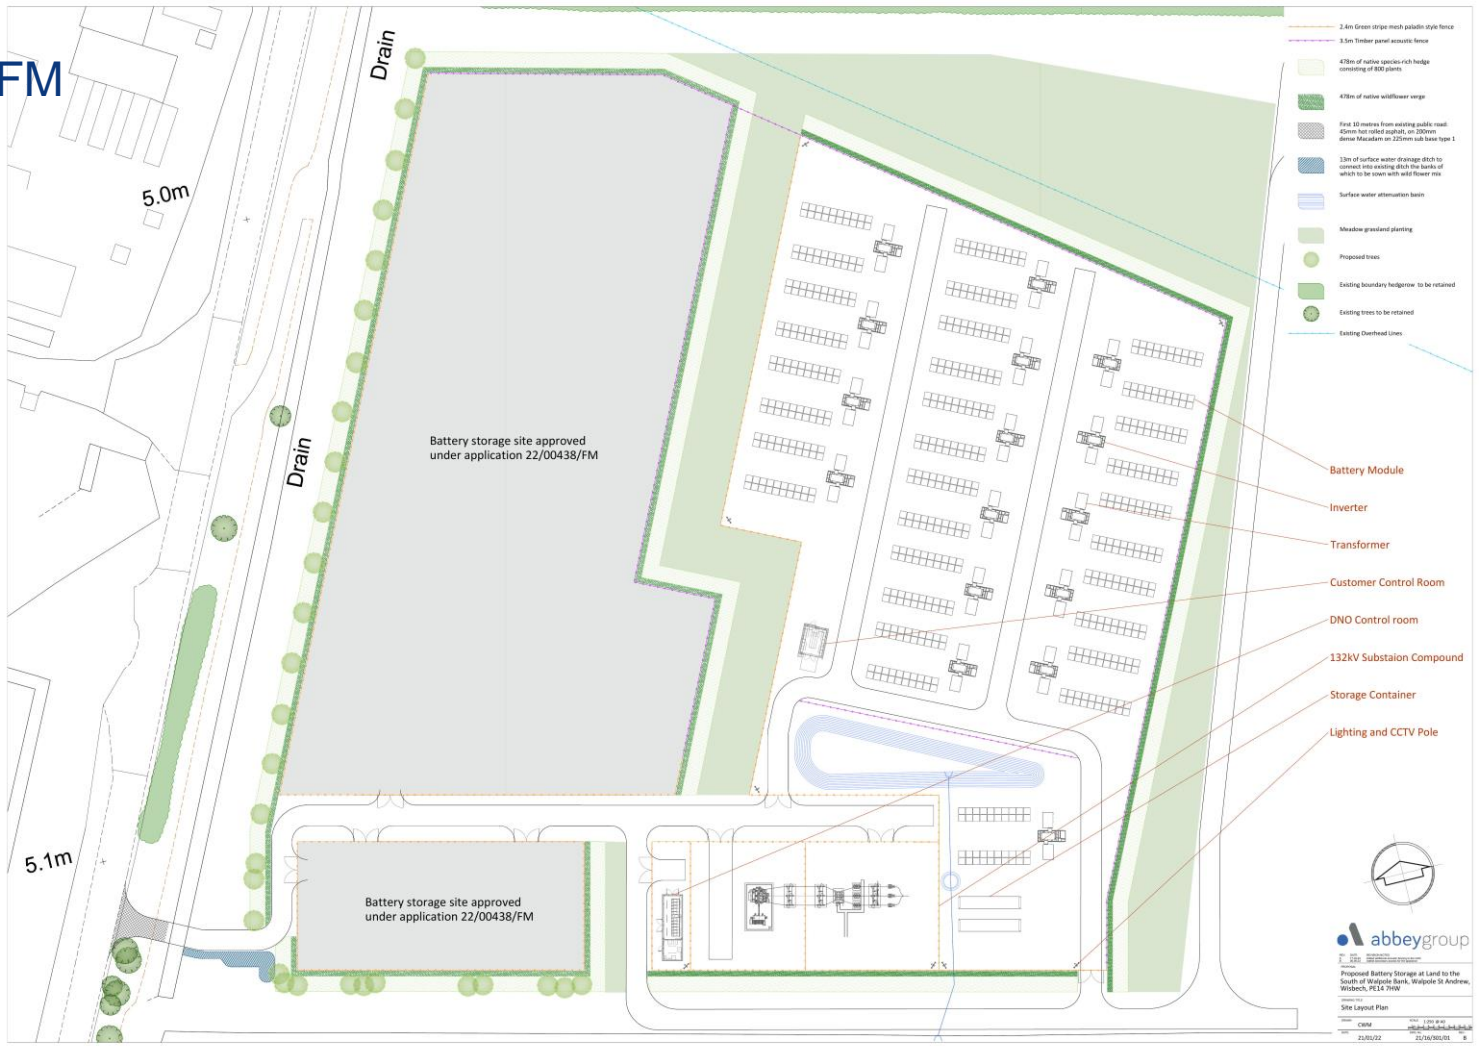 FM
Drain
5.0m
Drain
5.1m
Battery storage site approved
under application 22/00438/FM
Battery storage site approved
under application 22/00438/FM
2.4m Green stripe mesh paladin style fence
3.5m Timber panel acoustic fence
478m of native species-rich hedge
consisting of 800 plants
478m of native wildflower verge
First 10 metres from existing public road:
45mm hot rolled asphalt, on 200mm
dense Macadam on 225mm sub base type 1
13m of surface water drainage ditch to
connect into existing ditch the banks of
which to be sown with wild flower mix
Surface water attenuation basin
Meadow grassland planting
Proposed trees
Existing boundary hedgerow to be retained
Existing trees to be retained
Existing Overhead Lines
Battery Module
Inverter
Transformer
Customer Control Room
DNO Control room
132kV Substaion Compound
Storage Container
Lighting and CCTV Pole
abbeygroup
Proposed Battery Storage at Land to the
South of Walpole Bank, Walpole St Andrew,
Wisbech, PE14 7HW
Site Layout Plan
CWM
21/01/22
21/16/301/01
B